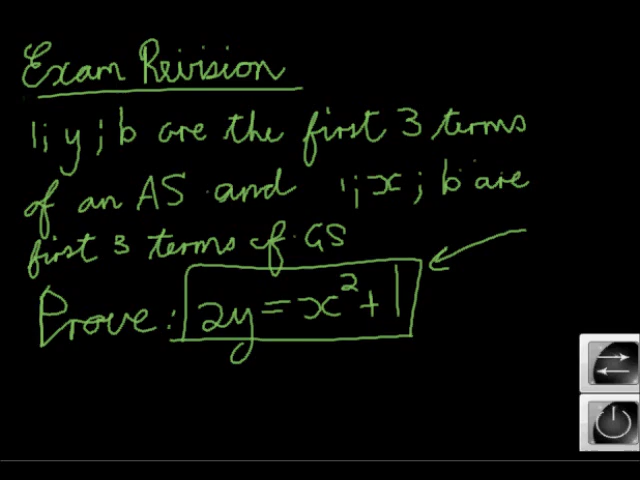 Exam Revision
1; y; b are the first 3 terms
of an AS and 1; x; b are
first 3 terms of GS
Prove: 2y = x² + 1